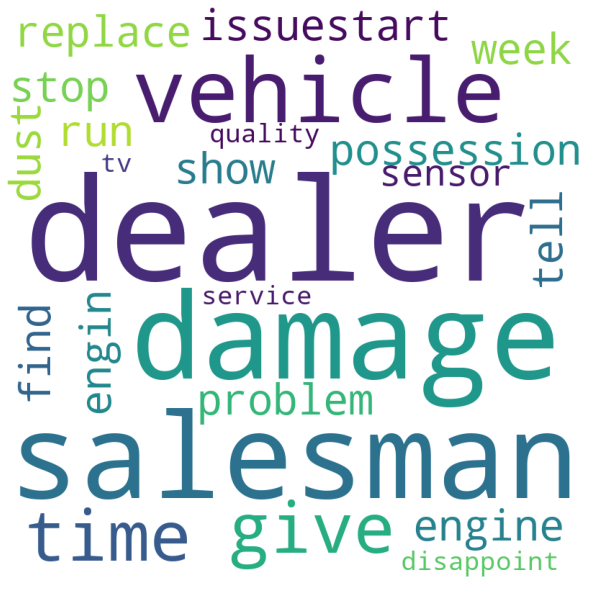 replace
issuestart
week
stop
vehicle
dust
run
quality
possession
tv
show
sensor
dealer
tell
service
find
engin
damage
problem
salesman
time
give
engine
disappoint